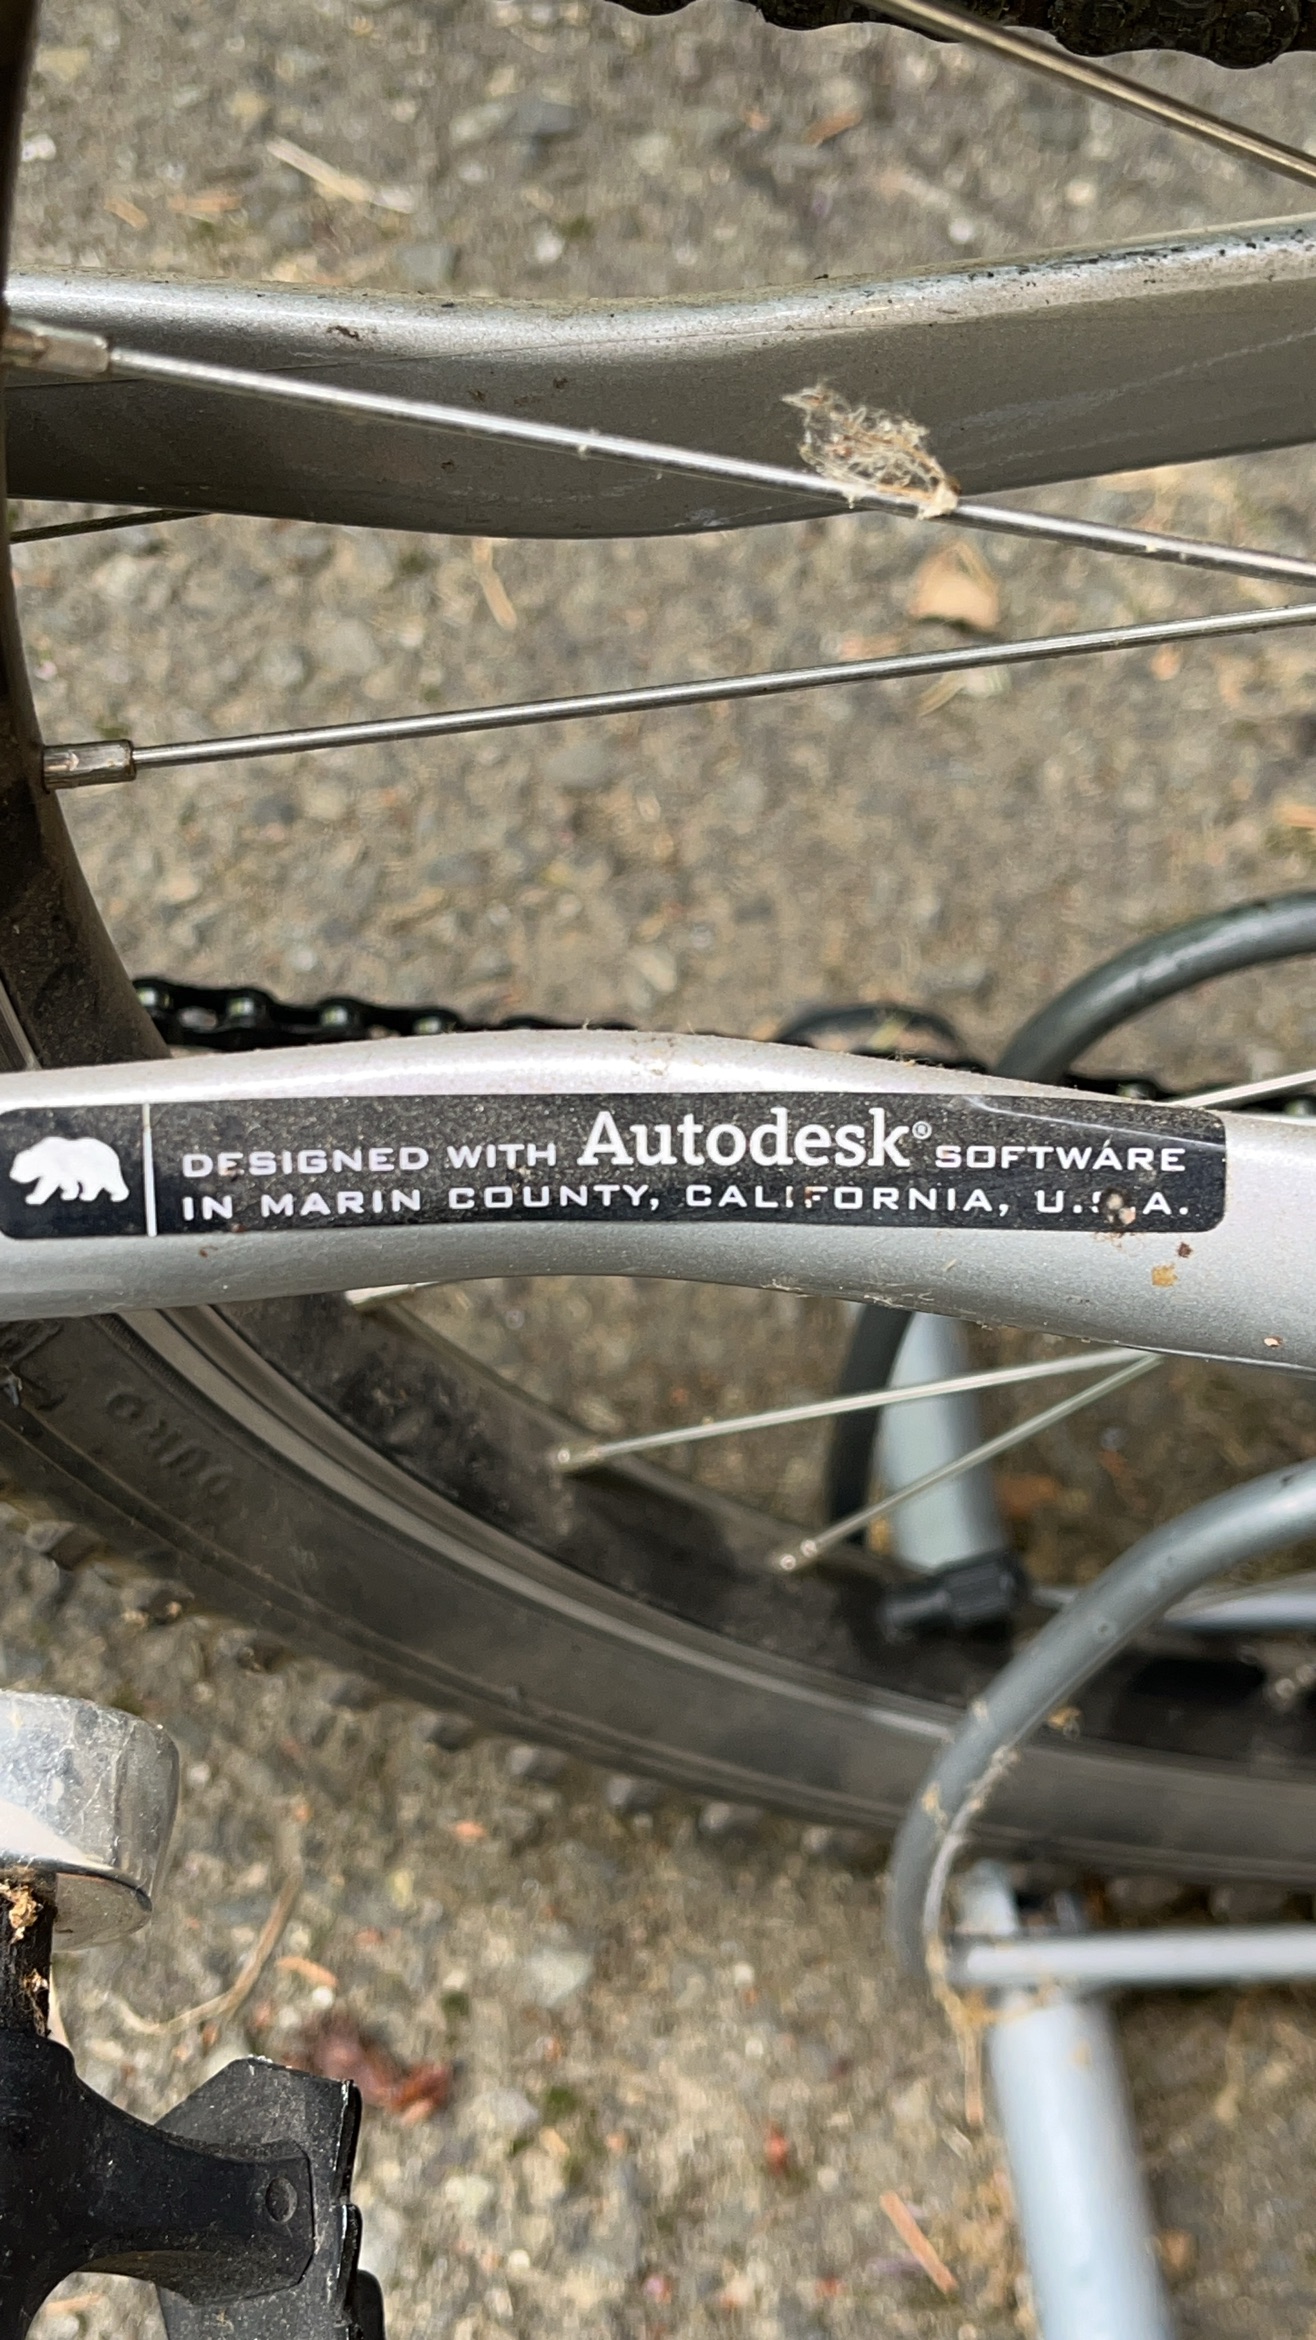 DESIGNED WITH Autodesk® SOFTWARE
IN MARIN COUNTY, CALIFORNIA, U.S.A.